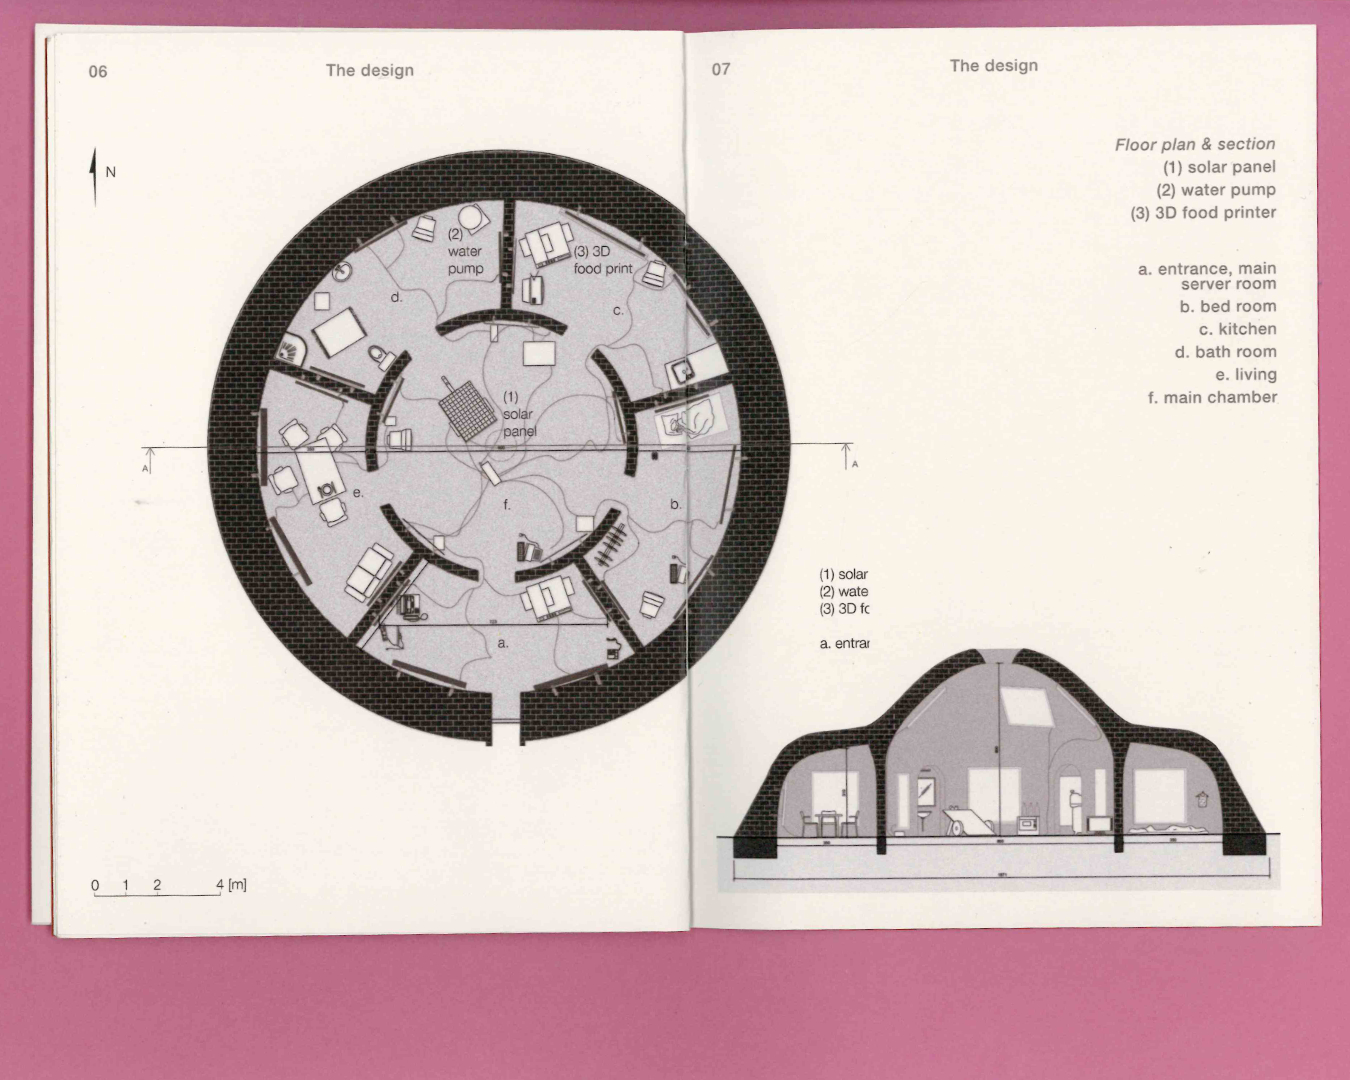 06
The design
N
(2)
water
pump
(3) 3D
food print
d.
c.
(1)
solar
panel
A
A
e.
f.
b.
a.
0 1 2 4 [m]
07
The design
Floor plan & section
(1) solar panel
(2) water pump
(3) 3D food printer
a. entrance, main
server room
b. bed room
c. kitchen
d. bath room
e. living
f. main chamber
(1) solar
(2) wate
(3) 3D fo
a. entrar